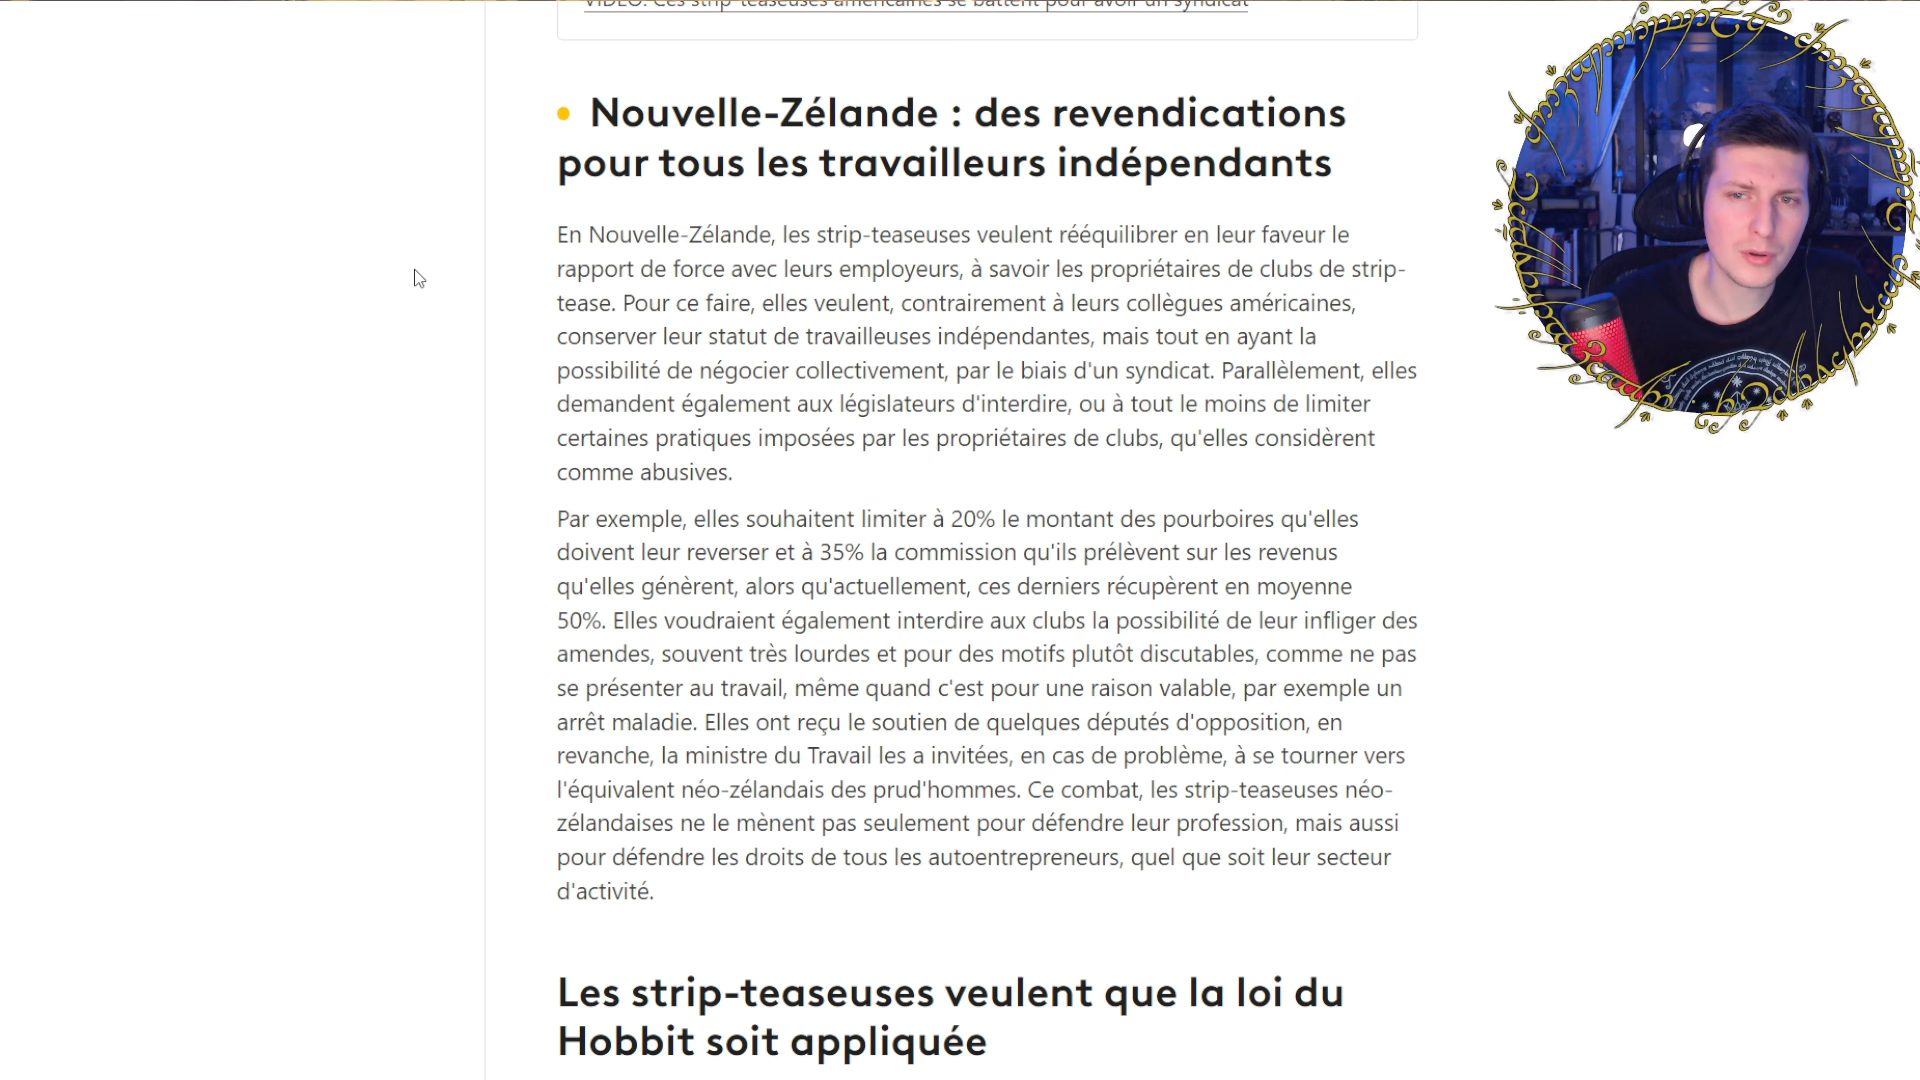 VIDEO. Ces strip-teaseuses américaines se battent pour avoir un syndicat
Nouvelle-Zélande : des revendications
pour tous les travailleurs indépendants
En Nouvelle-Zélande, les strip-teaseuses veulent rééquilibrer en leur faveur le
rapport de force avec leurs employeurs, à savoir les propriétaires de clubs de strip-
tease. Pour ce faire, elles veulent, contrairement à leurs collègues américaines,
conserver leur statut de travailleuses indépendantes, mais tout en ayant la
possibilité de négocier collectivement, par le biais d'un syndicat. Parallèlement, elles
demandent également aux législateurs d'interdire, ou à tout le moins de limiter
certaines pratiques imposées par les propriétaires de clubs, qu'elles considèrent
comme abusives.
Par exemple, elles souhaitent limiter à 20% le montant des pourboires qu'elles
doivent leur reverser et à 35% la commission qu'ils prélèvent sur les revenus
qu'elles génèrent, alors qu'actuellement, ces derniers récupèrent en moyenne
50%. Elles voudraient également interdire aux clubs la possibilité de leur infliger des
amendes, souvent très lourdes et pour des motifs plutôt discutables, comme ne pas
se présenter au travail, même quand c'est pour une raison valable, par exemple un
arrêt maladie. Elles ont reçu le soutien de quelques députés d'opposition, en
revanche, la ministre du Travail les a invitées, en cas de problème, à se tourner vers
l'équivalent néo-zélandais des prud'hommes. Ce combat, les strip-teaseuses néo-
zélandaises ne le mènent pas seulement pour défendre leur profession, mais aussi
pour défendre les droits de tous les autoentrepreneurs, quel que soit leur secteur
d'activité.
Les strip-teaseuses veulent que la loi du
Hobbit soit appliquée